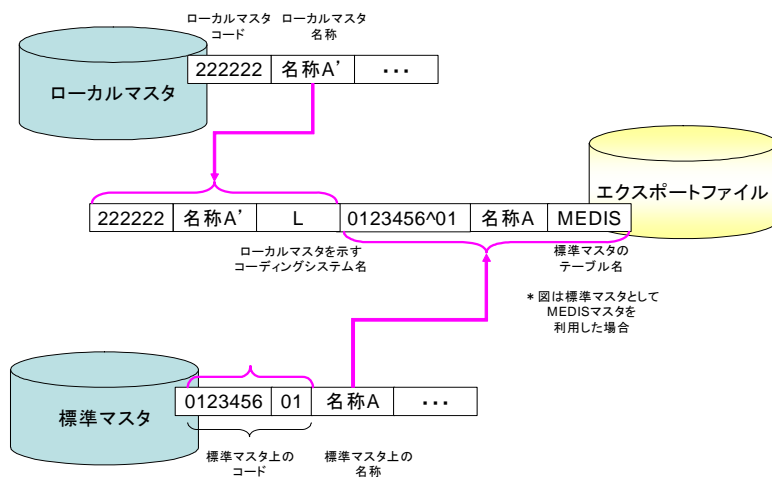 ローカルマスタ
コード
ローカルマスタ
名称
222222 名称A' ・・・
ローカルマスタ
エクスポートファイル
222222 名称A' L 0123456^01 名称A MEDIS
ローカルマスタを示す
コーディングシステム名
標準マスタの
テーブル名
* 図は標準マスタとして
MEDISマスタを
利用した場合
標準マスタ
0123456 01 名称A ・・・
標準マスタ上の
コード
標準マスタ上の
名称